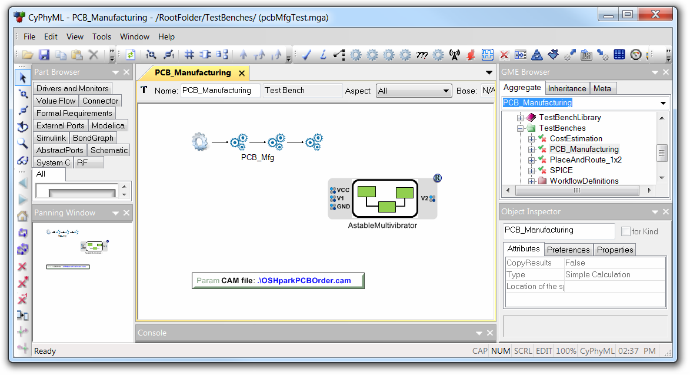 CyPhyML - PCB_Manufacturing - /RootFolder/TestBenches/ (pcbMfgTest.mga)
File Edit View Tools Window Help
???
Part Browser
Drivers and Monitors
Value Flow Connector
Formal Requirements
External Ports Modelica
Simulink BondGraph
AbstractPorts Schematic
System C RF
All
Panning Window
PCB_Manufacturing
T Name: PCB_Manufacturing Test Bench Aspect All Base: N/A
PCB_Mfg
VCC
V1
GND
V2
AstableMultivibrator
Param CAM file: .\OSHparkPCBOrder.cam
Console
GME Browser
Aggregate Inheritance Meta
PCB_Manufacturing
TestBenchLibrary
TestBenches
CostEstimation
PCB_Manufacturing
PlaceAndRoute_1x2
SPICE
WorkflowDefinitions
Object Inspector
PCB_Manufacturing for Kind
Attributes Preferences Properties
CopyResults False
Type Simple Calculation
Location of the s
Ready
CAP NUM SCRL EDIT 100% CyPhyML 02:37 PM